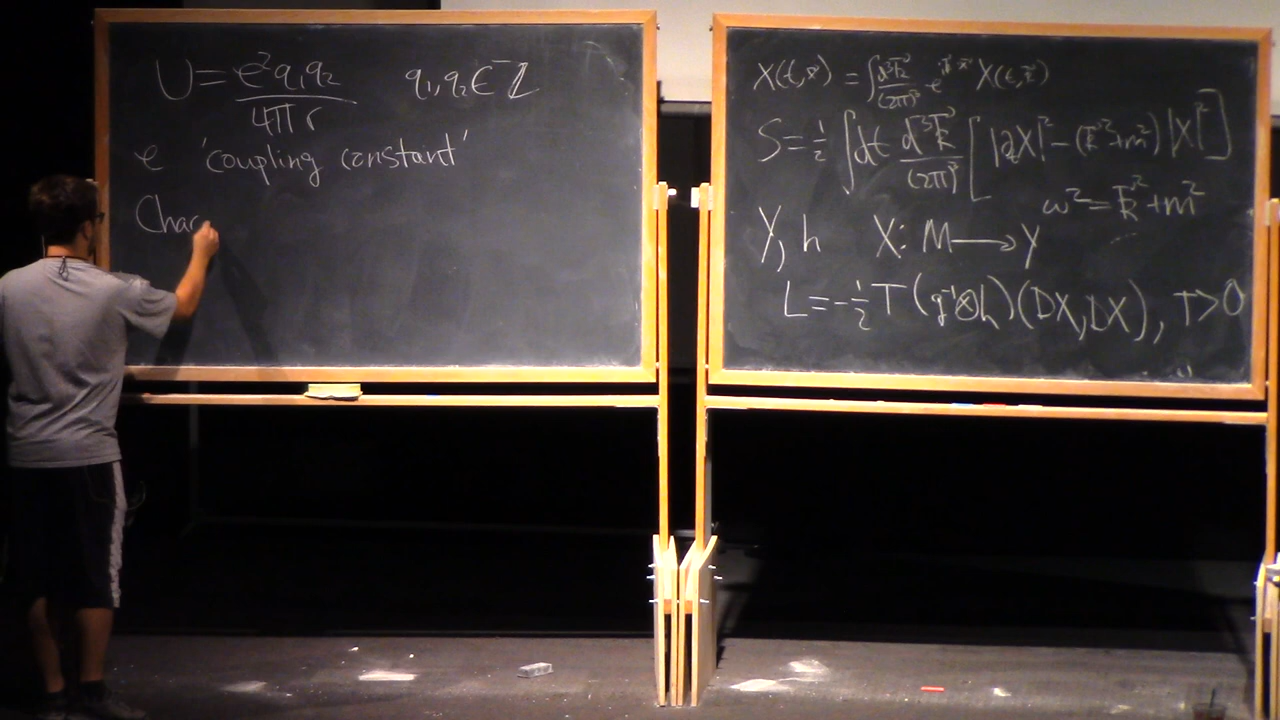 U = e²q₁q₂/4πr    q₁,q₂ ∈ ℤ
e 'coupling constant'
Char
X(t,x⃗) = ∫ d³k⃗/(2π)³ e^{ik⃗·x⃗} X(t,k⃗)
S = ½ ∫ dt d³k⃗/(2π)³ [ |∂ₜX|² − (k⃗²+m²) |X|² ]
ω² = k⃗² + m²
Y, h    X: M ⟶ Y
L = −½ T (g⁻¹⊗h)(DX,DX), T>0